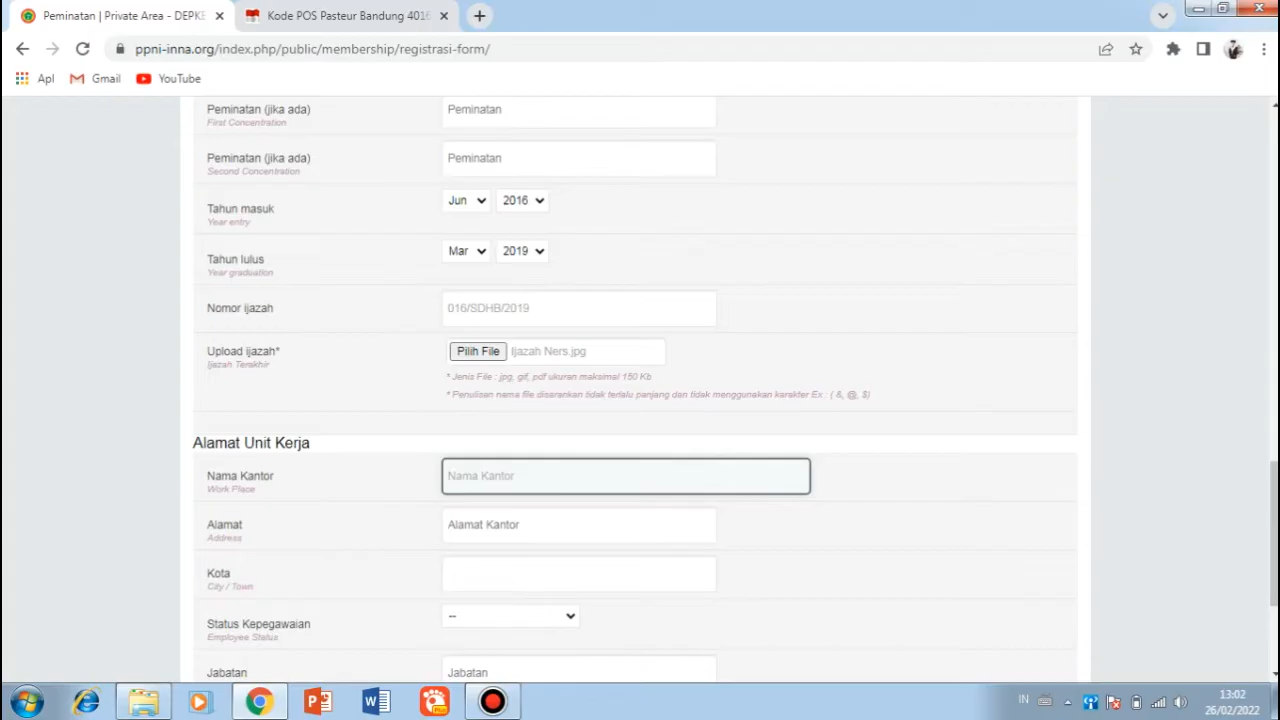 Peminatan | Private Area - DEPKE
Kode POS Pasteur Bandung 4016
ppni-inna.org/index.php/public/membership/registrasi-form/
Apl
Gmail
YouTube
Peminatan (jika ada)
First Concentration
Peminatan
Peminatan (jika ada)
Second Concentration
Peminatan
Tahun masuk
Year entry
Jun
2016
Tahun lulus
Year graduation
Mar
2019
Nomor ijazah
016/SDHB/2019
Upload ijazah*
Ijazah Terakhir
Pilih File
Ijazah Ners.jpg
* Jenis File : jpg, gif, pdf ukuran maksimal 150 Kb
* Penulisan nama file disarankan tidak terlalu panjang dan tidak menggunakan karakter Ex : ( &, @, $)
Alamat Unit Kerja
Nama Kantor
Work Place
Nama Kantor
Alamat
Address
Alamat Kantor
Kota
City / Town
Status Kepegawaian
Employee Status
--
Jabatan
Jabatan
IN
13:02
26/02/2022